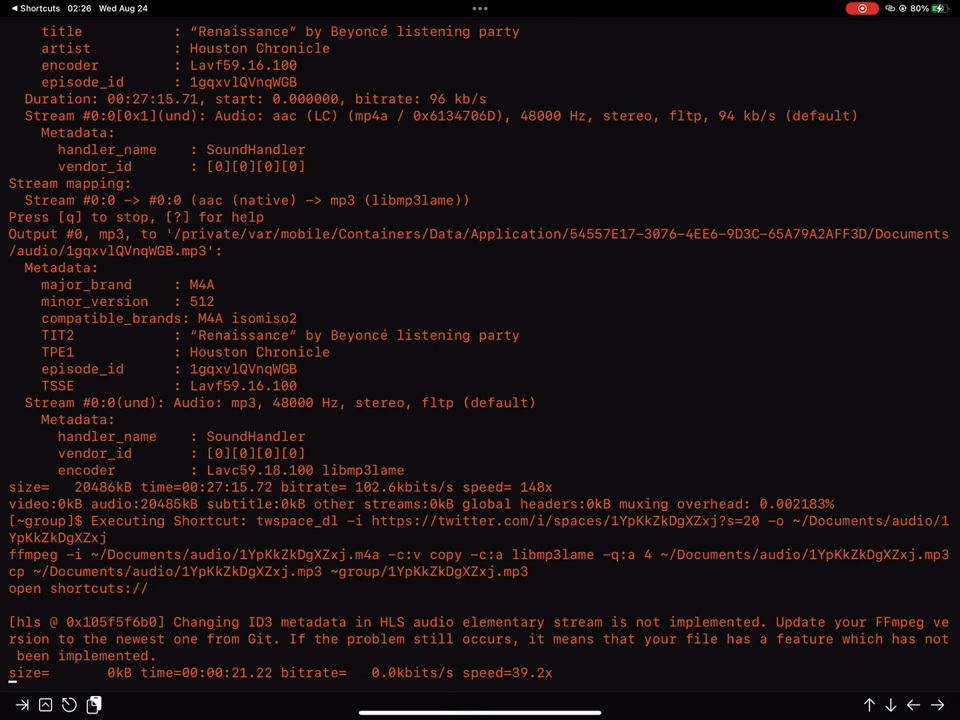 ◀ Shortcuts 02:26 Wed Aug 24 80%
title : “Renaissance” by Beyoncé listening party
artist : Houston Chronicle
encoder : Lavf59.16.100
episode_id : 1gqxvlQVnqWGB
Duration: 00:27:15.71, start: 0.000000, bitrate: 96 kb/s
Stream #0:0[0x1](und): Audio: aac (LC) (mp4a / 0x6134706D), 48000 Hz, stereo, fltp, 94 kb/s (default)
Metadata:
handler_name : SoundHandler
vendor_id : [0][0][0][0]
Stream mapping:
Stream #0:0 -> #0:0 (aac (native) -> mp3 (libmp3lame))
Press [q] to stop, [?] for help
Output #0, mp3, to '/private/var/mobile/Containers/Data/Application/54557E17-3076-4EE6-9D3C-65A79A2AFF3D/Documents
/audio/1gqxvlQVnqWGB.mp3':
Metadata:
major_brand : M4A
minor_version : 512
compatible_brands: M4A isomiso2
TIT2 : “Renaissance” by Beyoncé listening party
TPE1 : Houston Chronicle
episode_id : 1gqxvlQVnqWGB
TSSE : Lavf59.16.100
Stream #0:0(und): Audio: mp3, 48000 Hz, stereo, fltp (default)
Metadata:
handler_name : SoundHandler
vendor_id : [0][0][0][0]
encoder : Lavc59.18.100 libmp3lame
size= 20486kB time=00:27:15.72 bitrate= 102.6kbits/s speed= 148x
video:0kB audio:20485kB subtitle:0kB other streams:0kB global headers:0kB muxing overhead: 0.002183%
[~group]$ Executing Shortcut: twspace_dl -i https://twitter.com/i/spaces/1YpKkZkDgXZxj?s=20 -o ~/Documents/audio/1
YpKkZkDgXZxj
ffmpeg -i ~/Documents/audio/1YpKkZkDgXZxj.m4a -c:v copy -c:a libmp3lame -q:a 4 ~/Documents/audio/1YpKkZkDgXZxj.mp3
cp ~/Documents/audio/1YpKkZkDgXZxj.mp3 ~group/1YpKkZkDgXZxj.mp3
open shortcuts://
[hls @ 0x105f5f6b0] Changing ID3 metadata in HLS audio elementary stream is not implemented. Update your FFmpeg ve
rsion to the newest one from Git. If the problem still occurs, it means that your file has a feature which has not
been implemented.
size= 0kB time=00:00:21.22 bitrate= 0.0kbits/s speed=39.2x